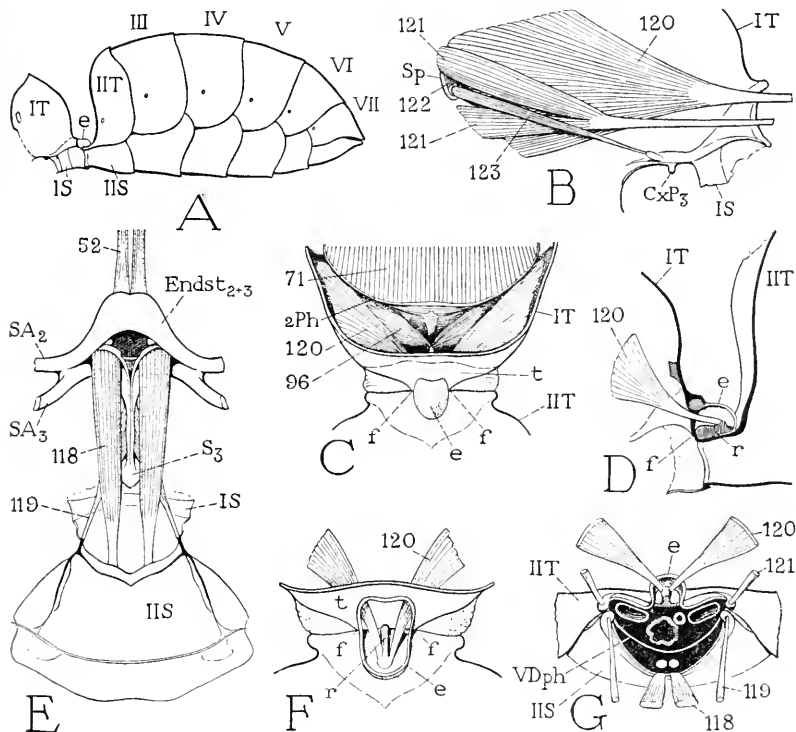 III
IV
V
VI
VII
IT
IIT
e
IS
IIS
A
121
120
IT
Sp
122
121
123
CxP₃
IS
B
52
Endst₂₊₃
SA₂
SA₃
118
S₃
119
IS
IIS
E
71
₂Ph
IT
120
96
t
IIT
f
f
e
C
IT
IIT
120
e
f
r
D
120
t
f
f
r
e
F
e
120
121
IIT
VDph
IIS
119
118
G